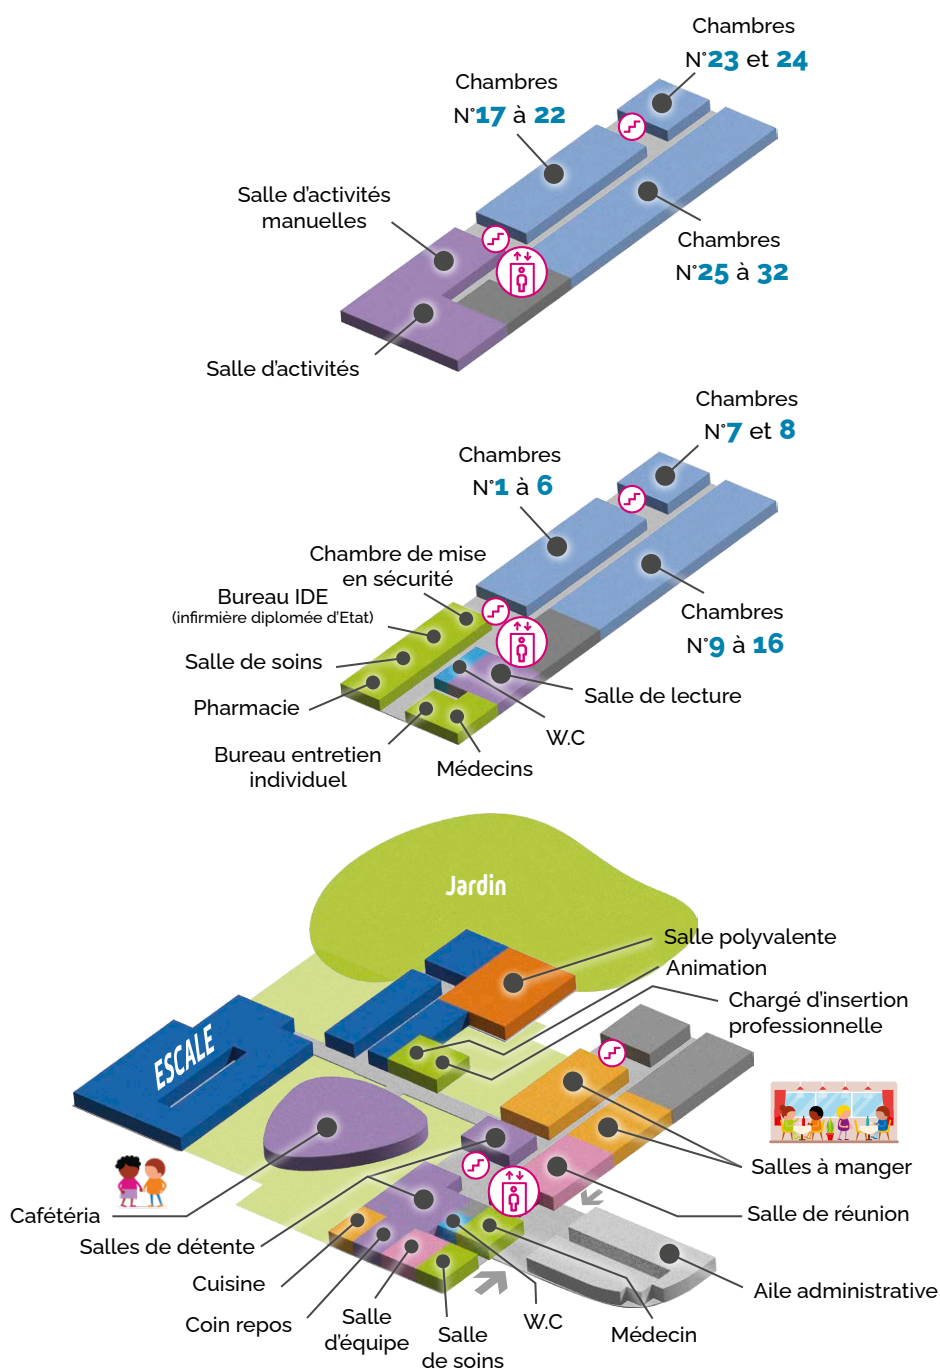 Chambres
N°23 et 24
Chambres
N°17 à 22
Salle d'activités
manuelles
Chambres
N°25 à 32
Salle d'activités
Chambres
N°7 et 8
Chambres
N°1 à 6
Chambre de mise
en sécurité
Bureau IDE
(infirmière diplomée d'Etat)
Chambres
N°9 à 16
Salle de soins
Salle de lecture
Pharmacie
W.C
Bureau entretien
individuel
Médecins
Jardin
Salle polyvalente
Animation
Chargé d'insertion
professionnelle
ESCALE
Salles à manger
Cafétéria
Salle de réunion
Salles de détente
Cuisine
Aile administrative
Coin repos
Salle
d'équipe
Salle
de soins
W.C
Médecin